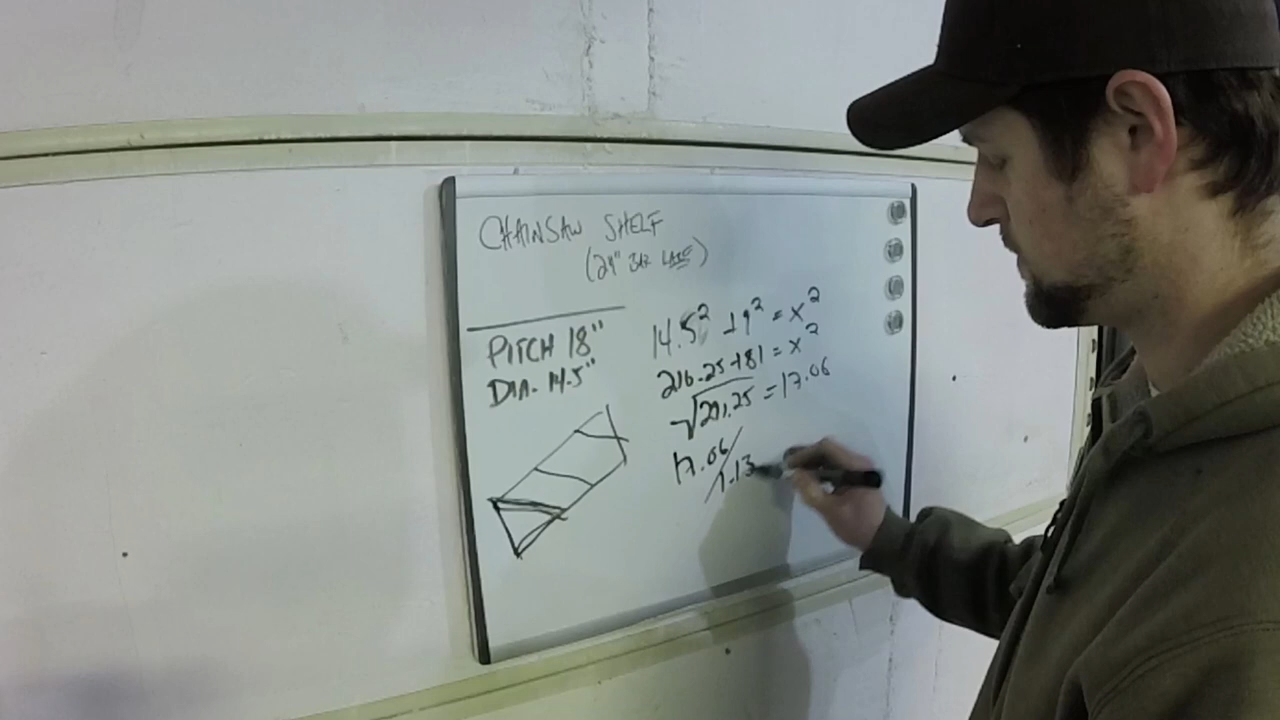 CHAINSAW SHELF
(24" BAR LASE)
PITCH 18"
DIA. 14.5"
14.5² + 9² = x²
210.25 + 81 = x²
√291.25 = 17.06
17.06/1.13